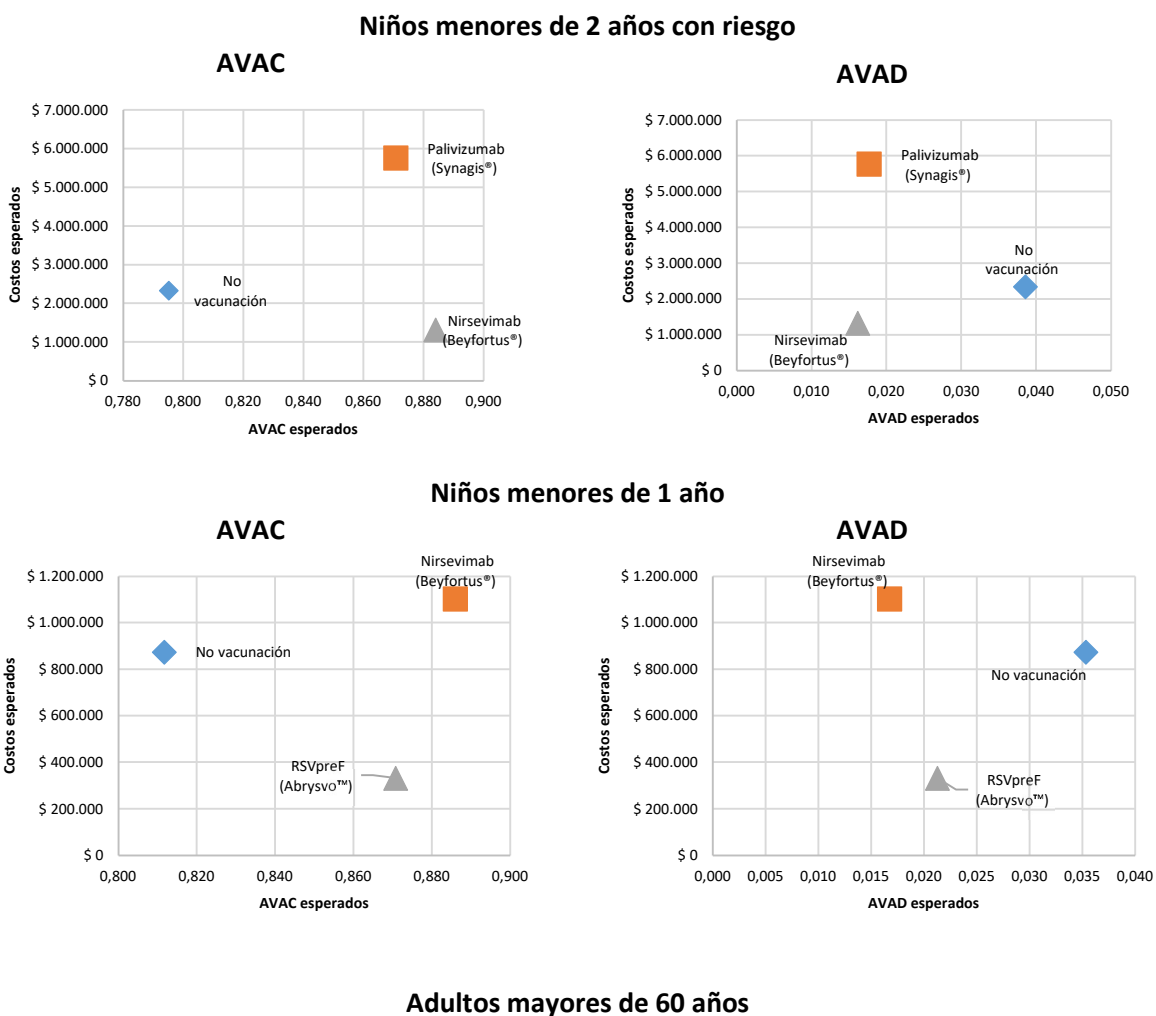 Niños menores de 2 años con riesgo
AVAC
$ 7.000.000
$ 6.000.000
$ 5.000.000
$ 4.000.000
$ 3.000.000
$ 2.000.000
$ 1.000.000
$ 0
Costos esperados
Palivizumab
(Synagis®)
No
vacunación
Nirsevimab
(Beyfortus®)
0,780 0,800 0,820 0,840 0,860 0,880 0,900
AVAC esperados
AVAD
$ 7.000.000
$ 6.000.000
$ 5.000.000
$ 4.000.000
$ 3.000.000
$ 2.000.000
$ 1.000.000
$ 0
Costos esperados
Palivizumab
(Synagis®)
No
vacunación
Nirsevimab
(Beyfortus®)
0,000 0,010 0,020 0,030 0,040 0,050
AVAD esperados
Niños menores de 1 año
AVAC
$ 1.200.000
$ 1.000.000
$ 800.000
$ 600.000
$ 400.000
$ 200.000
$ 0
Costos esperados
Nirsevimab
(Beyfortus®)
No vacunación
RSVpreF
(Abrysvo™)
0,800 0,820 0,840 0,860 0,880 0,900
AVAC esperados
AVAD
$ 1.200.000
$ 1.000.000
$ 800.000
$ 600.000
$ 400.000
$ 200.000
$ 0
Costos esperados
Nirsevimab
(Beyfortus®)
No vacunación
RSVpreF
(Abrysvo™)
0,000 0,005 0,010 0,015 0,020 0,025 0,030 0,035 0,040
AVAD esperados
Adultos mayores de 60 años